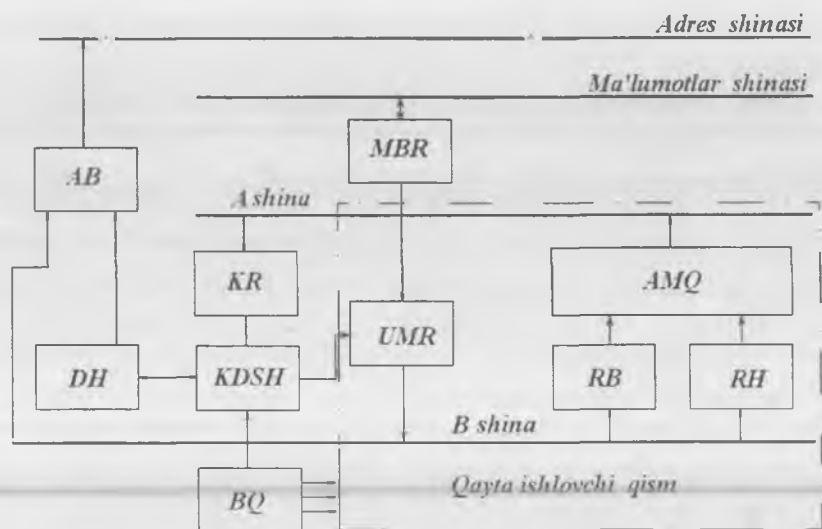 Adres shinasi
Ma'lumotlar shinasi
MBR
AB
A shina
KR
AMQ
UMR
DH
KDSH
RB
RH
B shina
BQ
Qayta ishlovchi qism